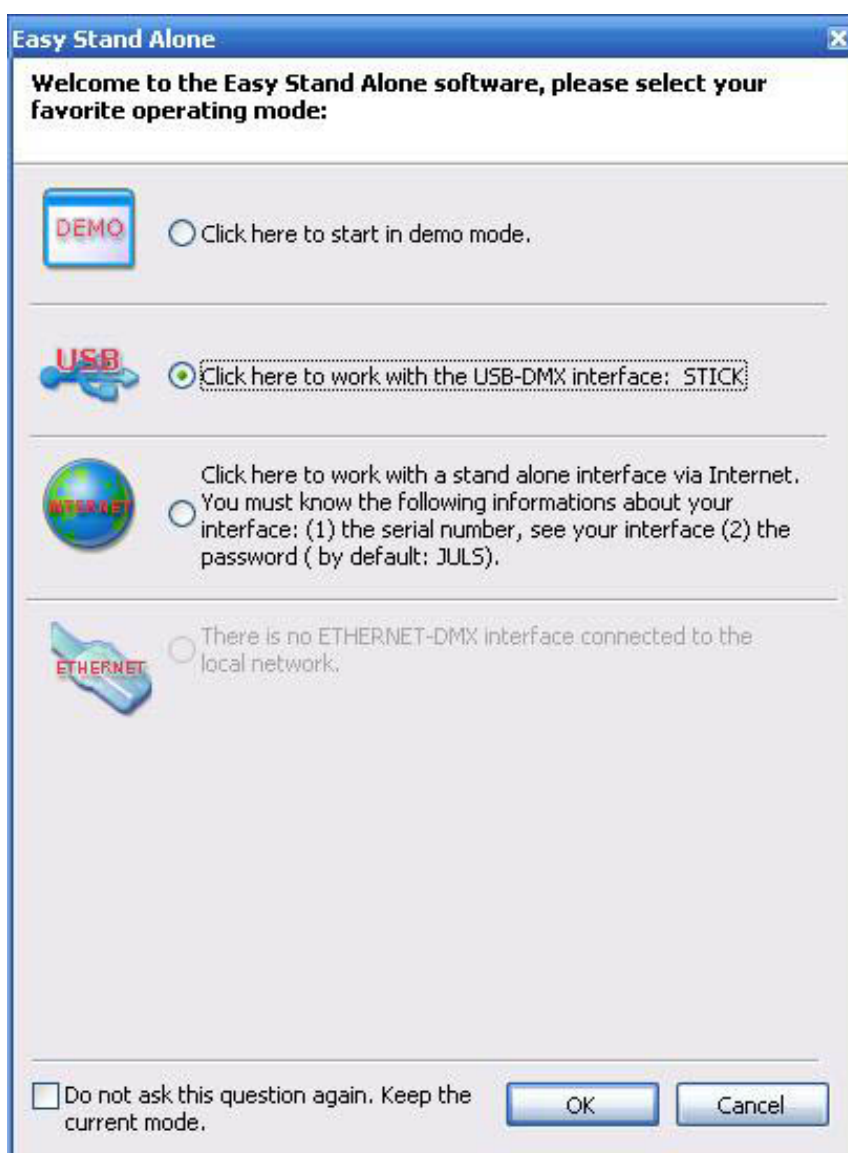 Easy Stand Alone
Welcome to the Easy Stand Alone software, please select your
favorite operating mode:
DEMO
Click here to start in demo mode.
USB
Click here to work with the USB-DMX interface: STICK
INTERNET
Click here to work with a stand alone interface via Internet.
You must know the following informations about your
interface: (1) the serial number, see your interface (2) the
password ( by default: JULS).
ETHERNET
There is no ETHERNET-DMX interface connected to the
local network.
Do not ask this question again. Keep the
current mode.
OK
Cancel